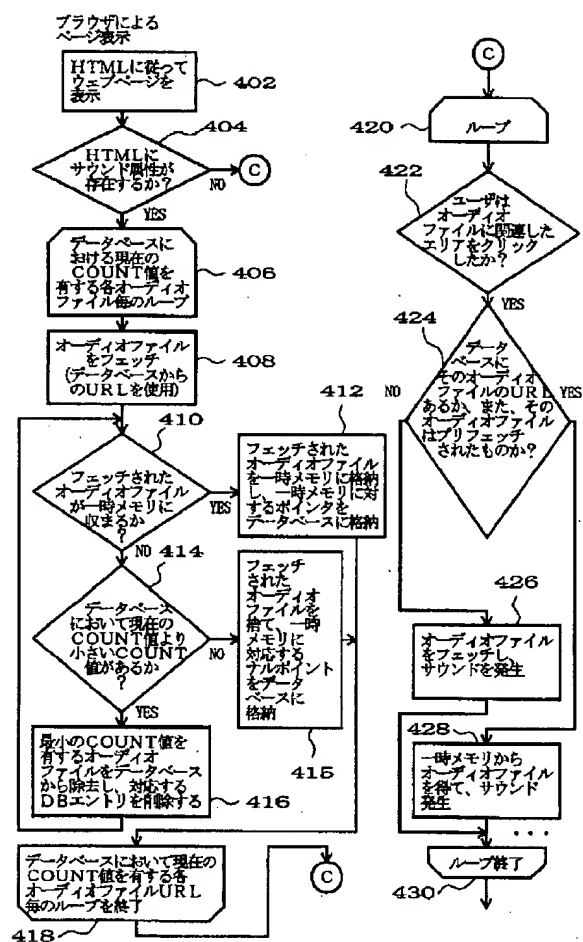 ブラウザによる
ページ表示
HTMLに従って
ウェブページを
表示
402
404
HTMLに
サウンド属性が
存在するか?
NO
C
YES
データベースに
おける現在の
COUNT値を
有する各オーディオ
ファイル毎のループ
406
オーディオファイル
をフェッチ
(データベースから
のURLを使用)
408
410
フェッチされた
オーディオファイル
が一時メモリに
収まるか
?
YES
NO
412
フェッチされた
オーディオファイル
を一時メモリに格納
し、一時メモリに対
するポインタを
データベースに格納
414
データベース
において現在の
COUNT値より
小さいCOUNT
値があるか
?
NO
YES
フェッチ
された
オーディオ
ファイルを
捨て、一時
メモリに
対応する
ナルポイント
をデータ
ベースに
格納
415
最小のCOUNT値を
有するオーディオ
ファイルをデータベース
から除去し、対応する
DBエントリを削除する
416
データベースにおいて現在の
COUNT値を有する各
オーディオファイルURL
毎のループを終了
418
C
C
420
ループ
422
ユーザは
オーディオ
ファイルに関連した
エリアをクリック
したか?
YES
424
データ
ベースに
そのオーディオ
ファイルのURL
あるか、また、その
オーディオファイル
はプリフェッチ
されたものか?
NO
YES
426
オーディオファイル
をフェッチし、
サウンドを発生
428
一時メモリから
オーディオファイル
を得て、サウンド
発生
...
ループ終了
430